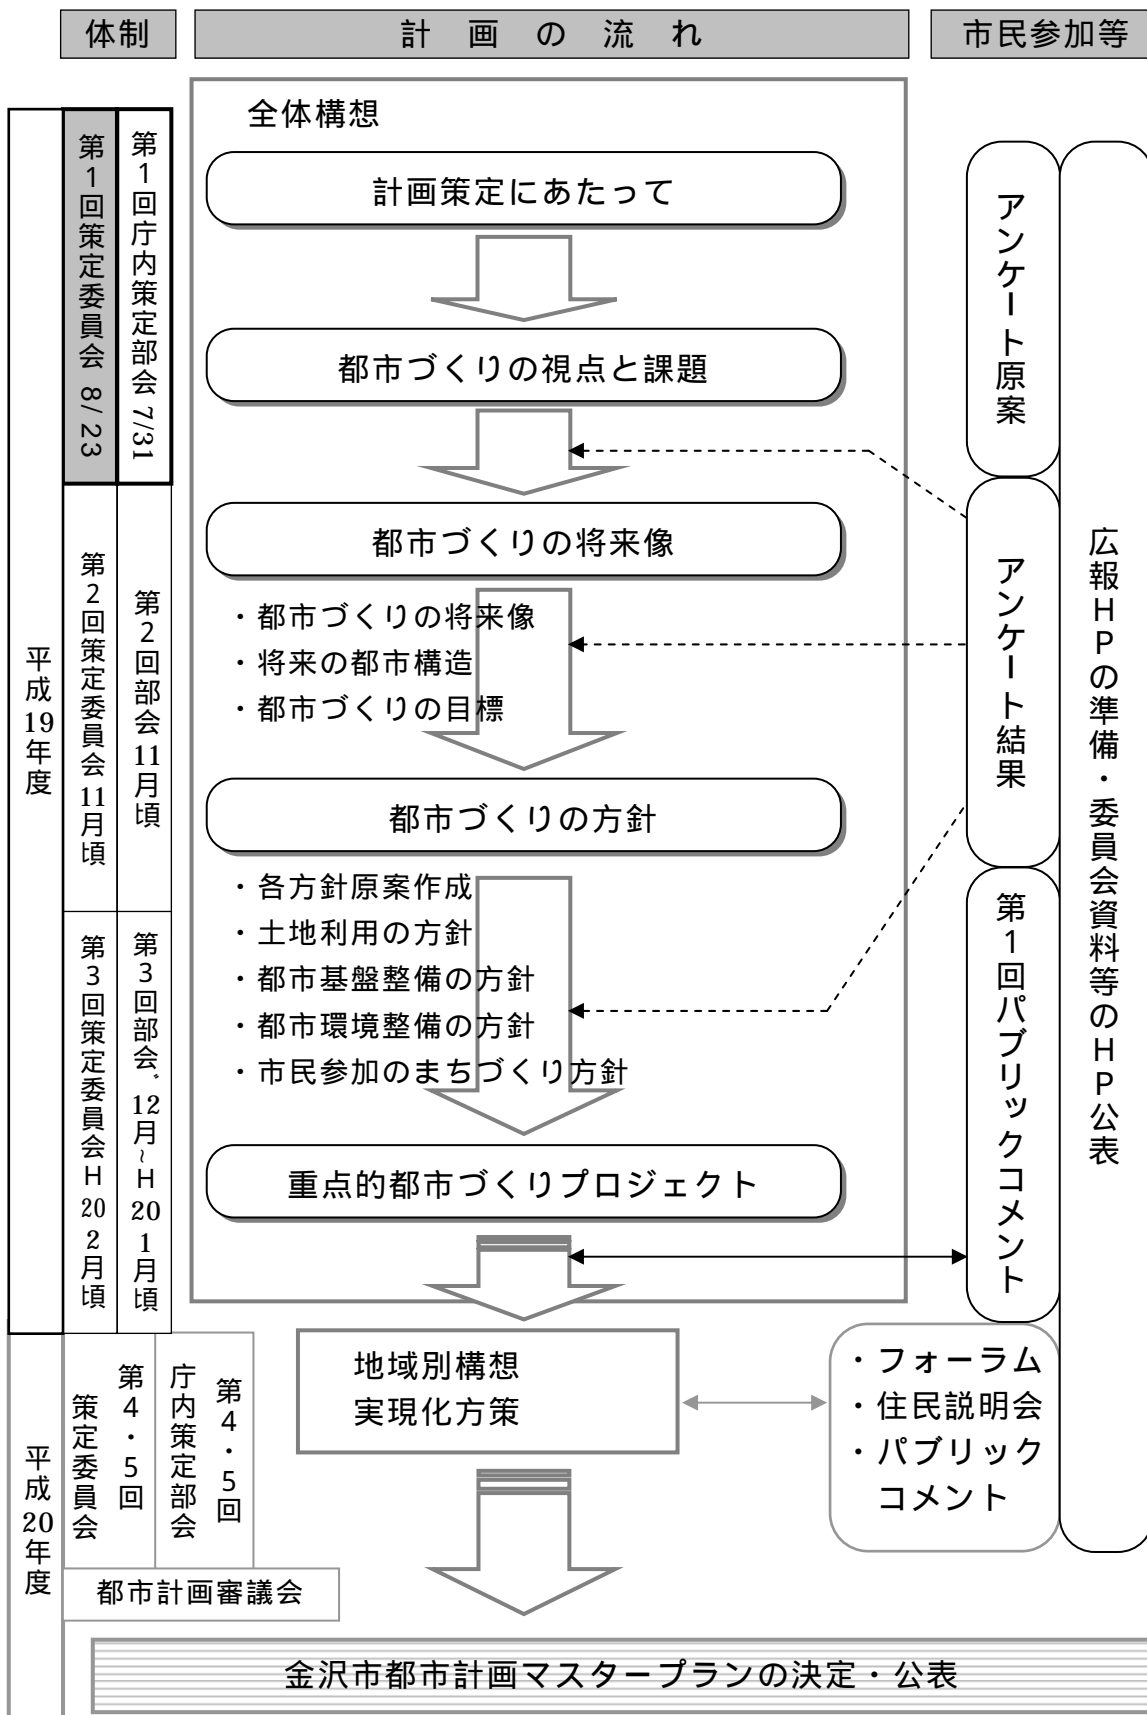 体制
計画の流れ
市民参加等
平成19年度
第1回策定委員会 8/23
第1回庁内策定部会 7/31
第2回策定委員会 11月頃
第2回部会 11月頃
第3回策定委員会 H20 2月頃
第3回部会、12月~H20 1月頃
全体構想
計画策定にあたって
都市づくりの視点と課題
都市づくりの将来像
・都市づくりの将来像
・将来の都市構造
・都市づくりの目標
都市づくりの方針
・各方針原案作成
・土地利用の方針
・都市基盤整備の方針
・都市環境整備の方針
・市民参加のまちづくり方針
重点的都市づくりプロジェクト
アンケート原案
アンケート結果
第1回パブリックコメント
広報HPの準備・委員会資料等のHP公表
平成20年度
第4・5回
策定委員会
第4・5回
庁内策定部会
都市計画審議会
地域別構想
実現化方策
・フォーラム
・住民説明会
・パブリック
コメント
金沢市都市計画マスタープランの決定・公表